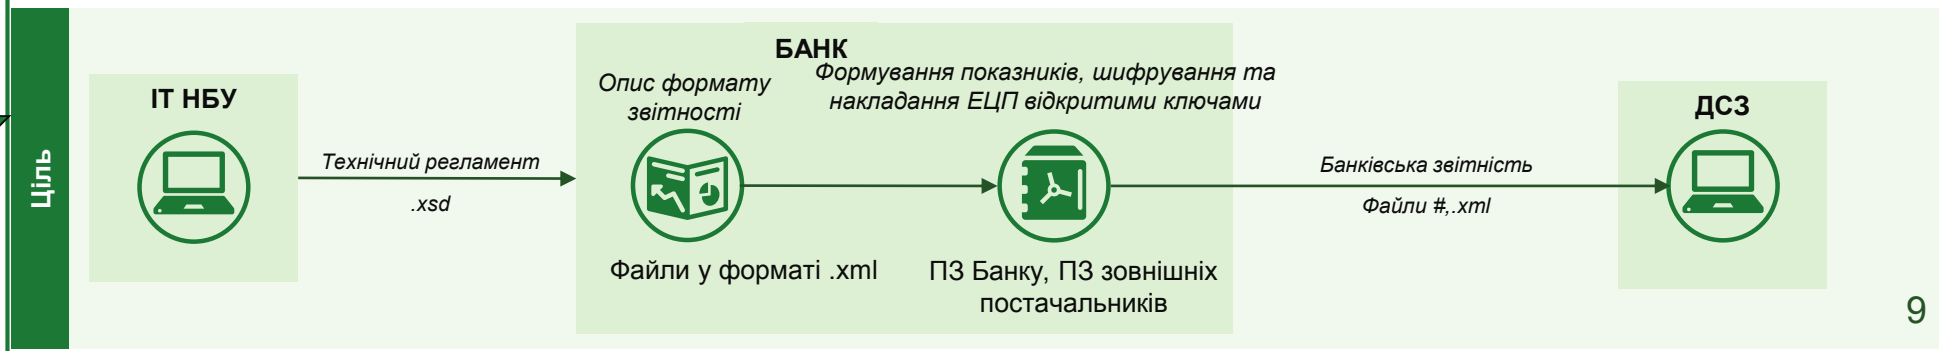 Ціль
ІТ НБУ
Технічний регламент
.xsd
БАНК
Опис формату
звітності
Файли у форматі .xml
Формування показників, шифрування та
накладання ЕЦП відкритими ключами
ПЗ Банку, ПЗ зовнішніх
постачальників
Банківська звітність
Файли #,.xml
ДСЗ
9